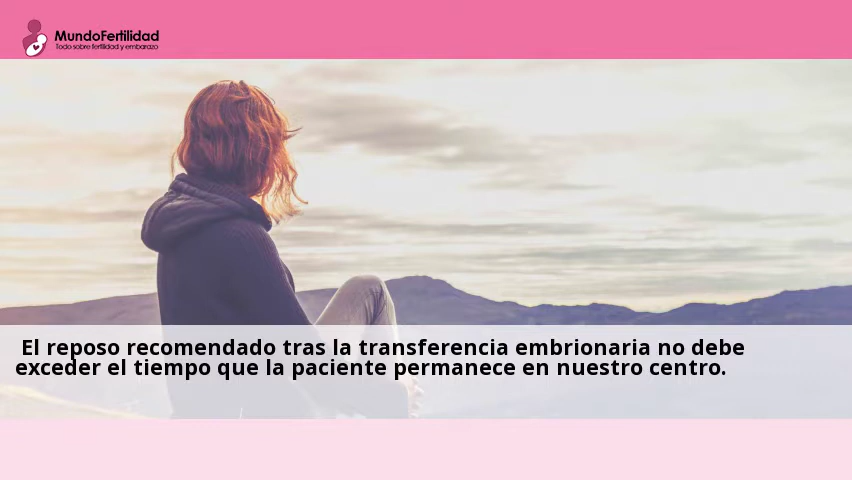 MundoFertilidad
Todo sobre fertilidad y embarazo
El reposo recomendado tras la transferencia embrionaria no debe
exceder el tiempo que la paciente permanece en nuestro centro.